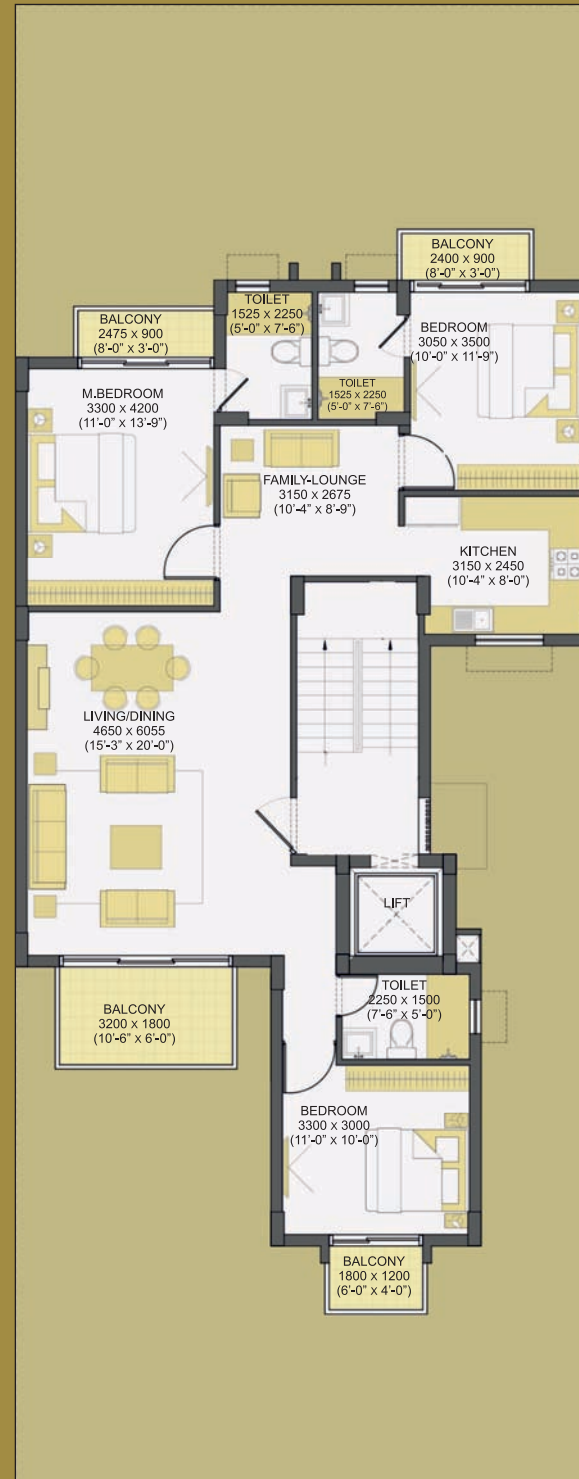 BALCONY
2400 x 900
(8'-0" x 3'-0")
TOILET
1525 x 2250
(5'-0" x 7'-6")
BALCONY
2475 x 900
(8'-0" x 3'-0")
BEDROOM
3050 x 3500
(10'-0" x 11'-9")
M.BEDROOM
3300 x 4200
(11'-0" x 13'-9")
TOILET
1525 x 2250
(5'-0" x 7'-6")
FAMILY-LOUNGE
3150 x 2675
(10'-4" x 8'-9")
KITCHEN
3150 x 2450
(10'-4" x 8'-0")
LIVING/DINING
4650 x 6055
(15'-3" x 20'-0")
LIFT
TOILET
2250 x 1500
(7'-6" x 5'-0")
BALCONY
3200 x 1800
(10'-6" x 6'-0")
BEDROOM
3300 x 3000
(11'-0" x 10'-0")
BALCONY
1800 x 1200
(6'-0" x 4'-0")